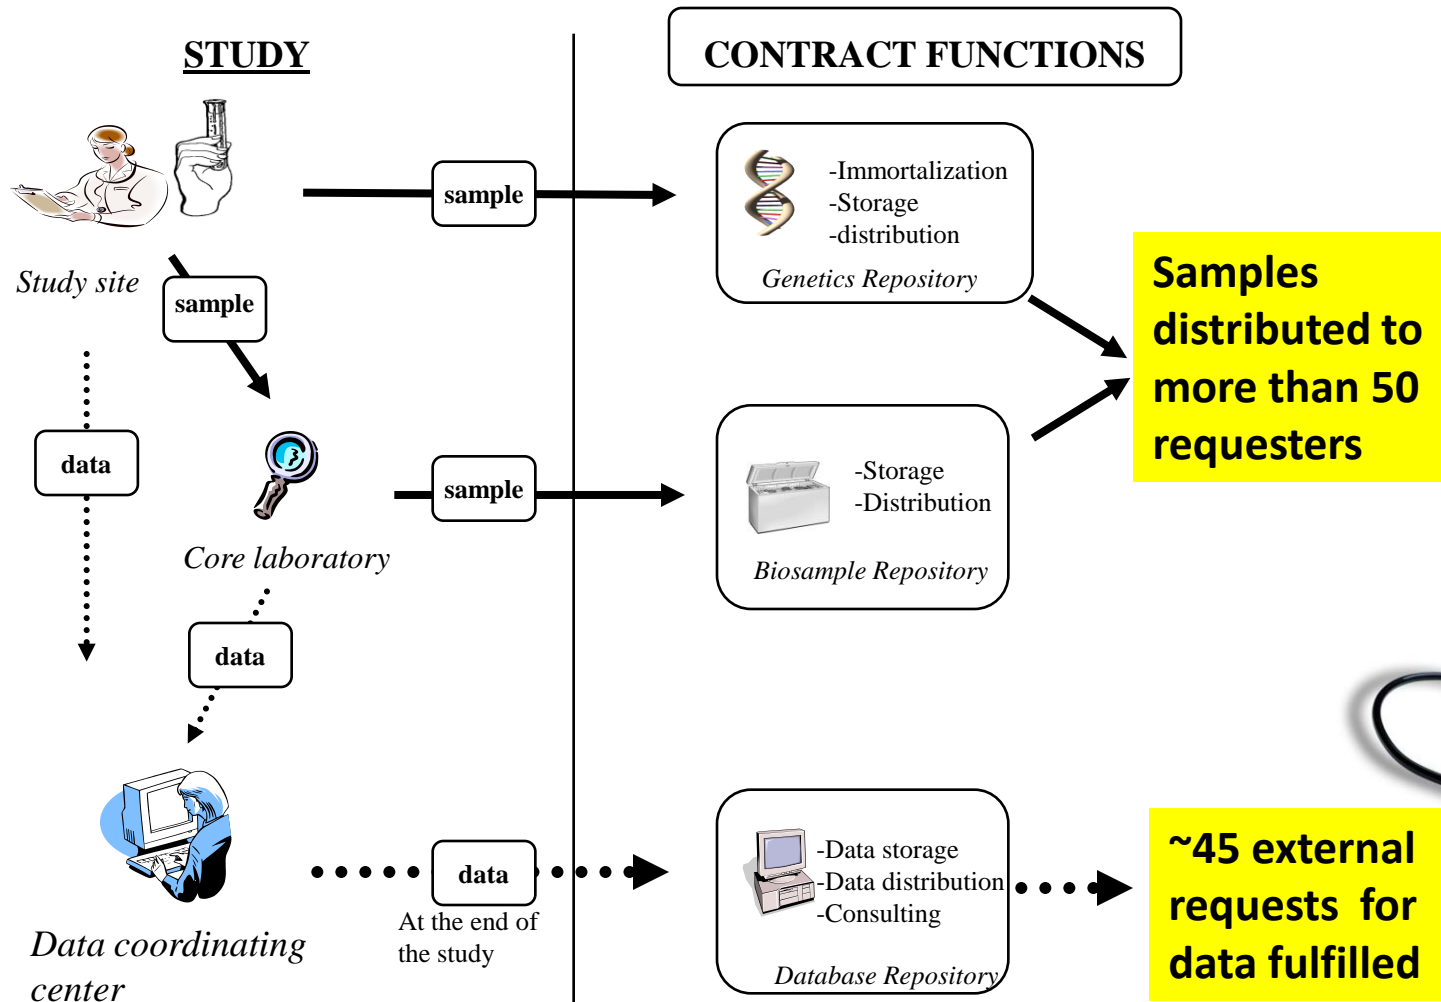 STUDY
CONTRACT FUNCTIONS
sample
-Immortalization
-Storage
-distribution
Genetics Repository
Study site
sample
Samples
distributed to
more than 50
requesters
data
sample
-Storage
-Distribution
Core laboratory
Biosample Repository
data
data
At the end of
the study
-Data storage
-Data distribution
-Consulting
Database Repository
~45 external
requests for
data fulfilled
Data coordinating
center